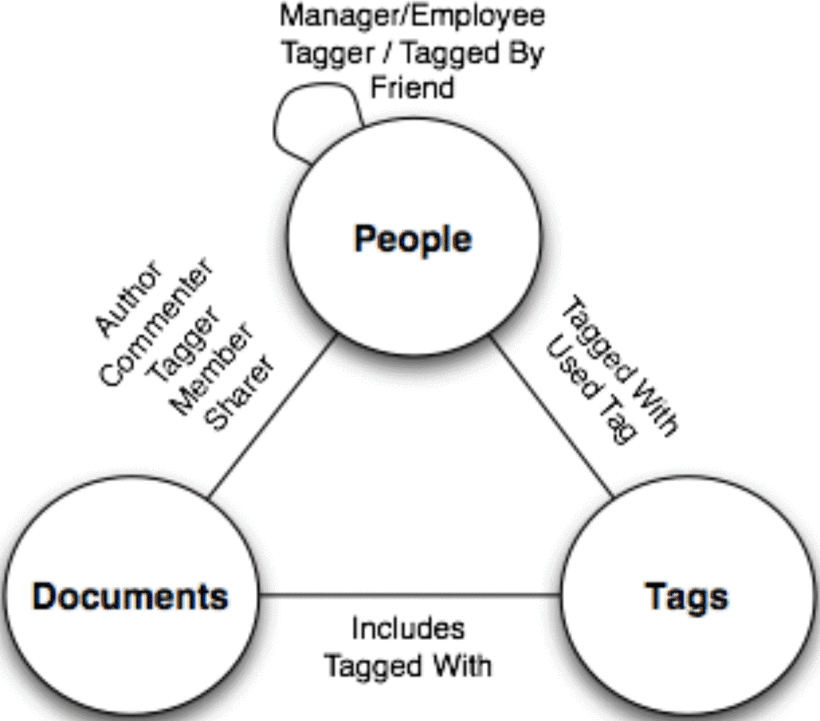 Manager/Employee
Tagger / Tagged By
Friend
People
Author
Commenter
Tagger
Member
Sharer
Tagged With
Used Tag
Documents
Tags
Includes
Tagged With